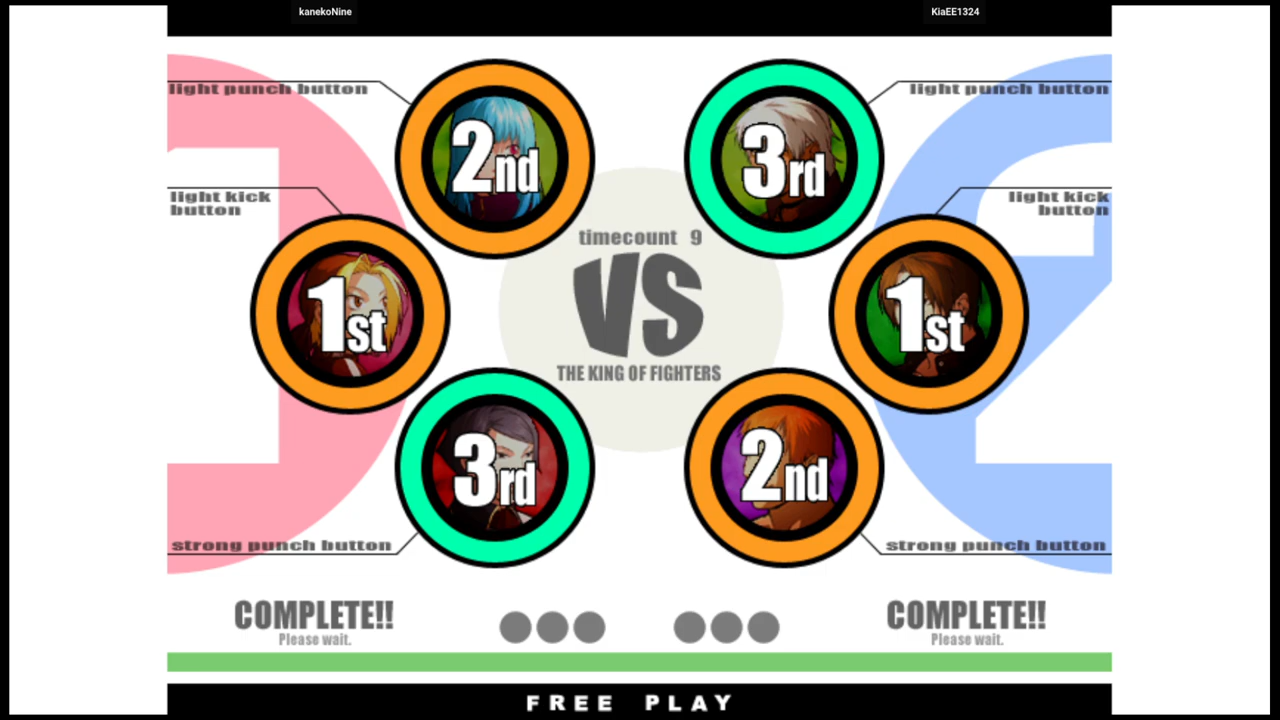 kanekoNine
KiaEE1324
light punch button
light punch button
2nd
3rd
light kick
button
light kick
button
timecount 9
VS
THE KING OF FIGHTERS
1st
1st
3rd
2nd
strong punch button
strong punch button
COMPLETE!!
Please wait.
COMPLETE!!
Please wait.
FREE PLAY